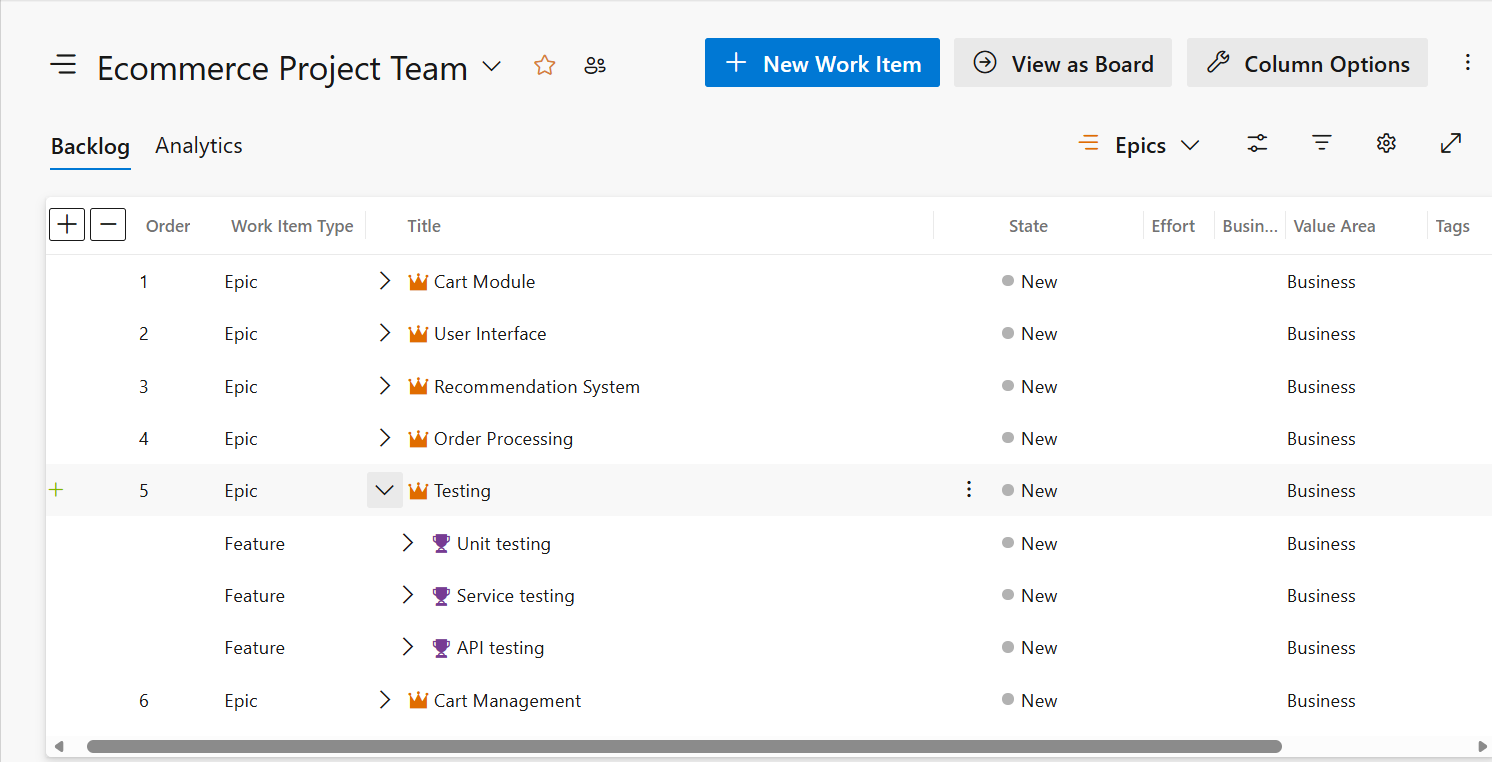 Ecommerce Project Team
New Work Item
View as Board
Column Options
Backlog Analytics
Epics
Order Work Item Type Title State Effort Busin... Value Area Tags
1 Epic Cart Module New Business
2 Epic User Interface New Business
3 Epic Recommendation System New Business
4 Epic Order Processing New Business
5 Epic Testing New Business
Feature Unit testing New Business
Feature Service testing New Business
Feature API testing New Business
6 Epic Cart Management New Business